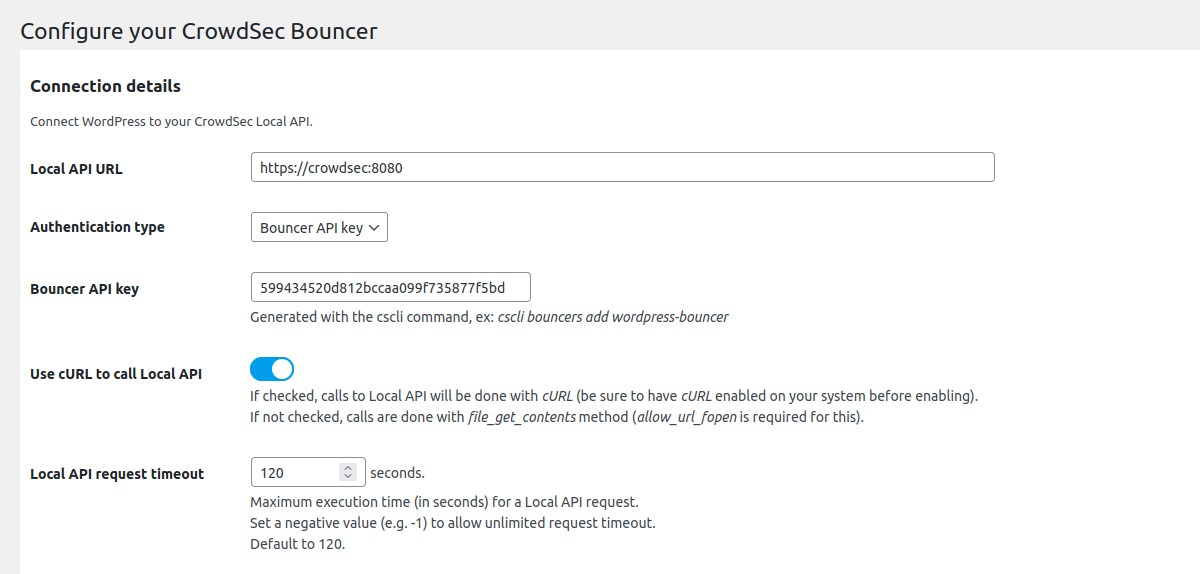 Configure your CrowdSec Bouncer
Connection details
Connect WordPress to your CrowdSec Local API.
Local API URL
https://crowdsec:8080
Authentication type
Bouncer API key
Bouncer API key
599434520d812bccaa099f735877f5bd
Generated with the cscli command, ex: cscli bouncers add wordpress-bouncer
Use cURL to call Local API
If checked, calls to Local API will be done with cURL (be sure to have cURL enabled on your system before enabling).
If not checked, calls are done with file_get_contents method (allow_url_fopen is required for this).
Local API request timeout
120 seconds.
Maximum execution time (in seconds) for a Local API request.
Set a negative value (e.g. -1) to allow unlimited request timeout.
Default to 120.